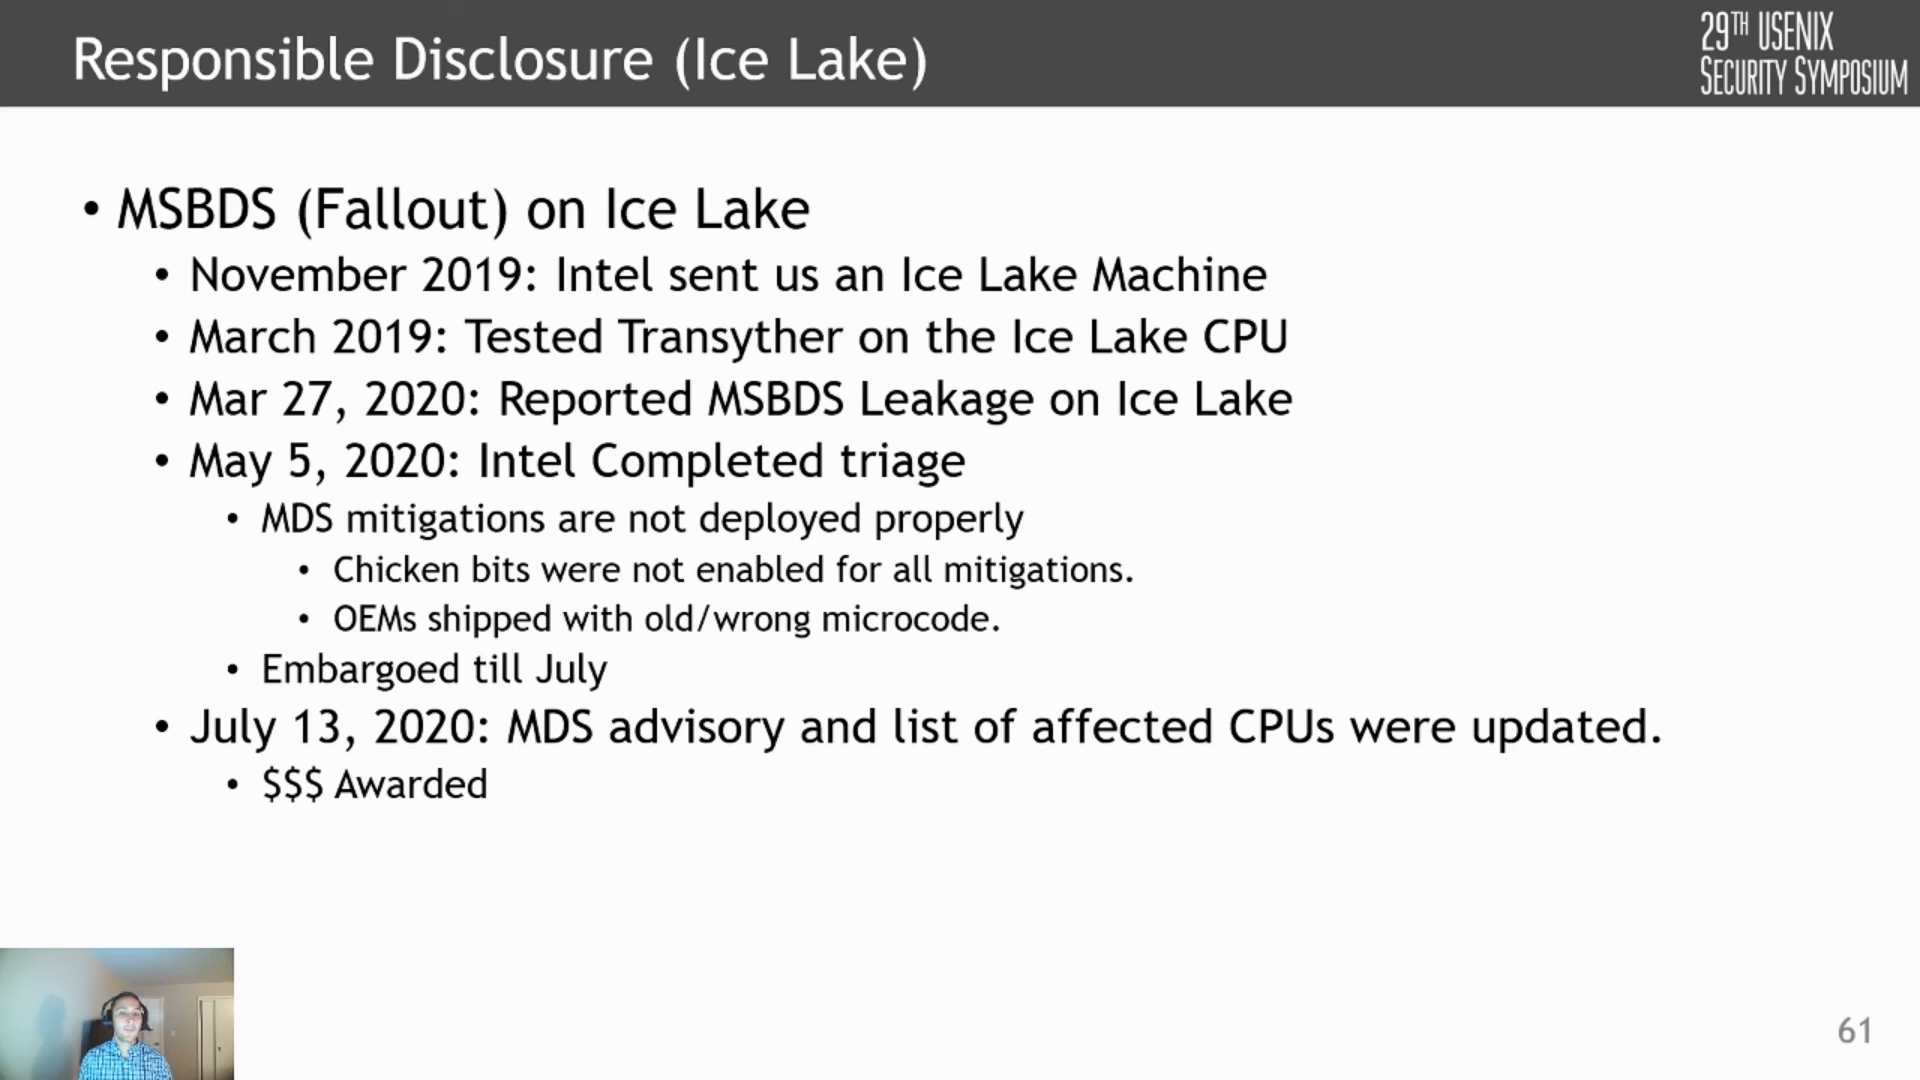 Responsible Disclosure (Ice Lake)
29TH USENIX
SECURITY SYMPOSIUM
• MSBDS (Fallout) on Ice Lake
• November 2019: Intel sent us an Ice Lake Machine
• March 2019: Tested Transyther on the Ice Lake CPU
• Mar 27, 2020: Reported MSBDS Leakage on Ice Lake
• May 5, 2020: Intel Completed triage
• MDS mitigations are not deployed properly
• Chicken bits were not enabled for all mitigations.
• OEMs shipped with old/wrong microcode.
• Embargoed till July
• July 13, 2020: MDS advisory and list of affected CPUs were updated.
• $$$ Awarded
61